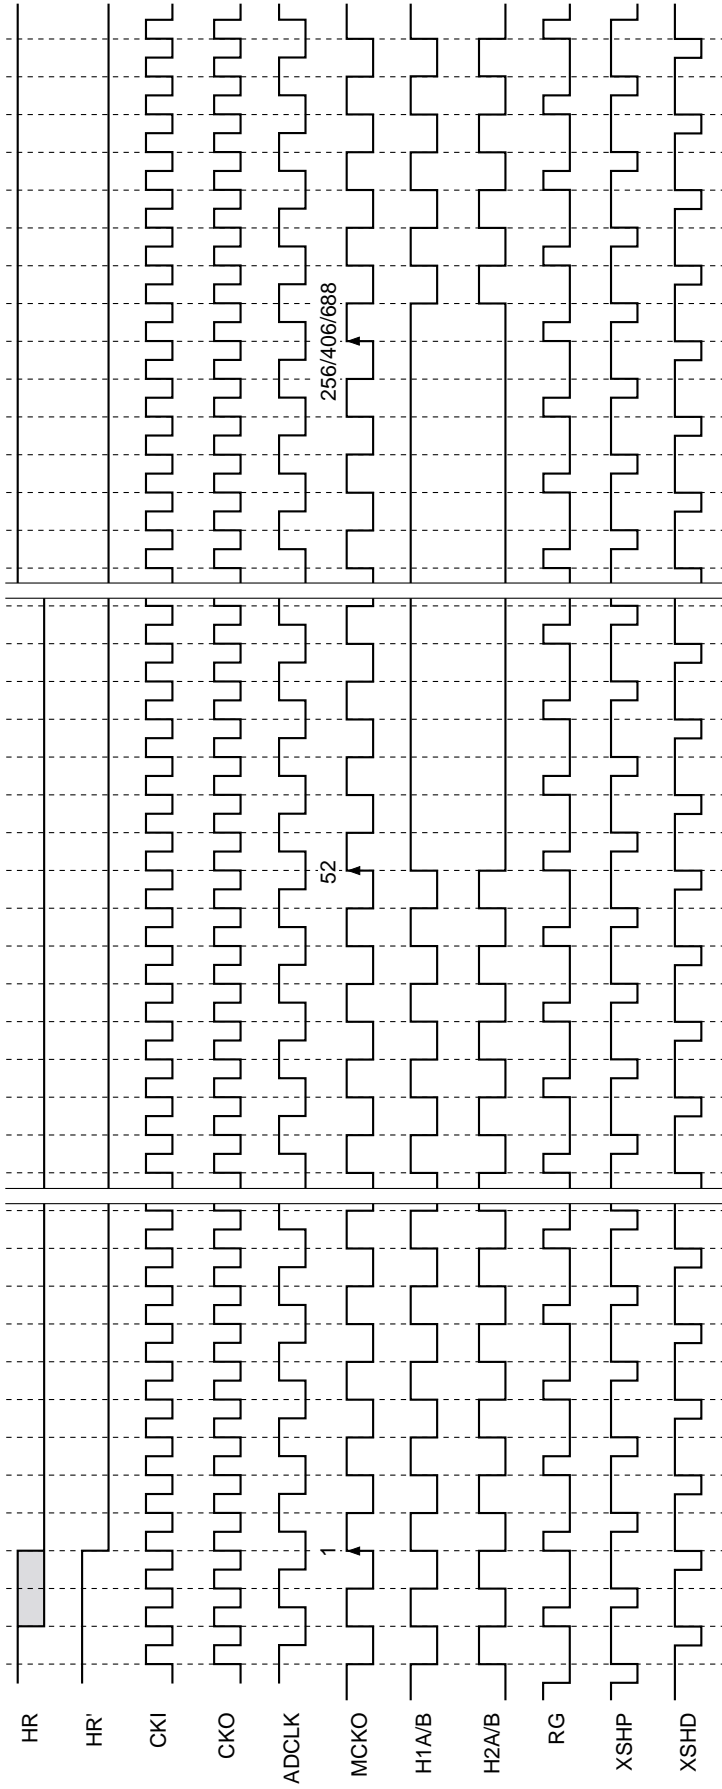 HR
HR'
CKI
CKO
ADCLK
MCKO
1
52
256/406/688
H1A/B
H2A/B
RG
XSHP
XSHD